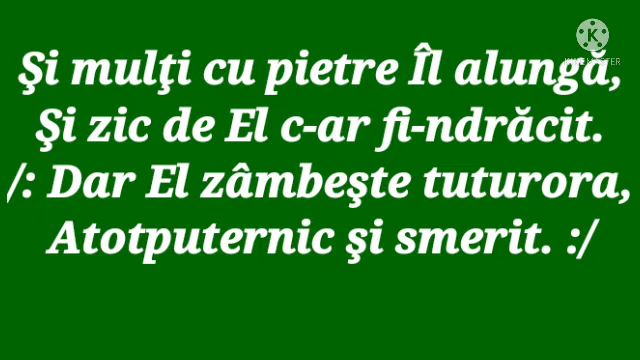 Şi mulţi cu pietre Îl alungă,
Şi zic de El c-ar fi-ndrăcit.
/: Dar El zâmbeşte tuturora,
Atotputernic şi smerit. :/
K
KINEMASTER